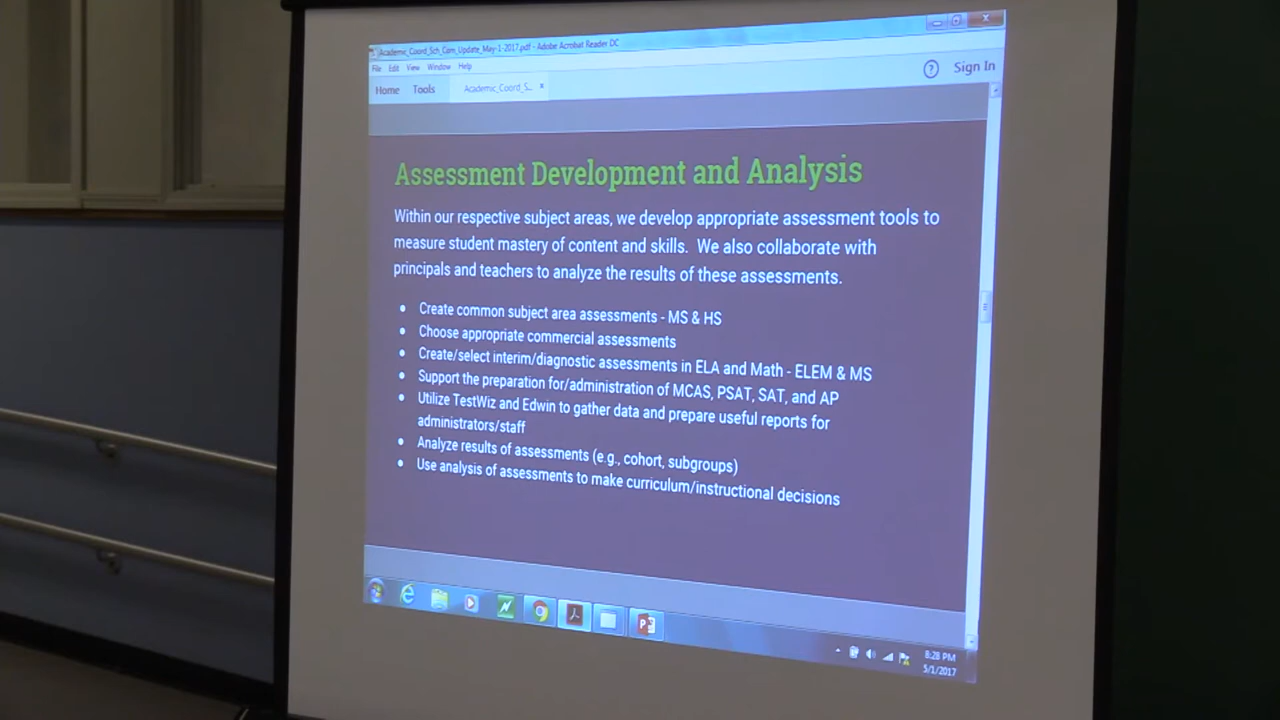 Academic_Coord_Sch_Com_Update_May-1-2017.pdf - Adobe Acrobat Reader DC
File Edit View Window Help
Home Tools Academic_Coord_S... x
? Sign In
Assessment Development and Analysis
Within our respective subject areas, we develop appropriate assessment tools to
measure student mastery of content and skills. We also collaborate with
principals and teachers to analyze the results of these assessments.
• Create common subject area assessments - MS & HS
• Choose appropriate commercial assessments
• Create/select interim/diagnostic assessments in ELA and Math - ELEM & MS
• Support the preparation for/administration of MCAS, PSAT, SAT, and AP
• Utilize TestWiz and Edwin to gather data and prepare useful reports for
administrators/staff
• Analyze results of assessments (e.g., cohort, subgroups)
• Use analysis of assessments to make curriculum/instructional decisions
8:28 PM
5/1/2017